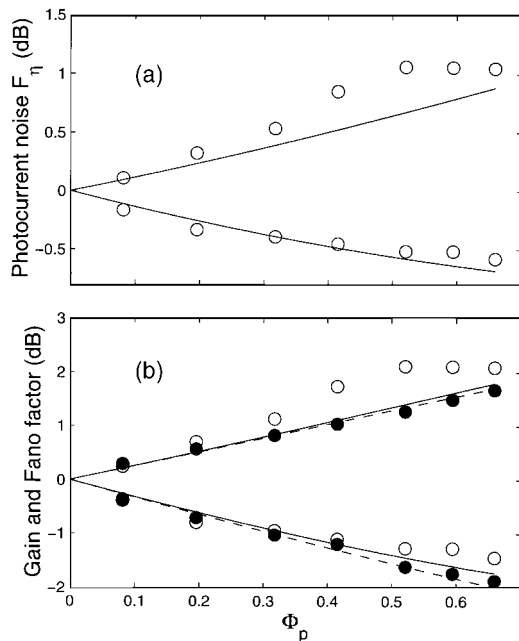 1.5
1
0.5
0
-0.5
Photocurrent noise F_η (dB)
(a)
3
2
1
0
-1
-2
Gain and Fano factor (dB)
(b)
0 0.1 0.2 0.3 0.4 0.5 0.6
Φ_p